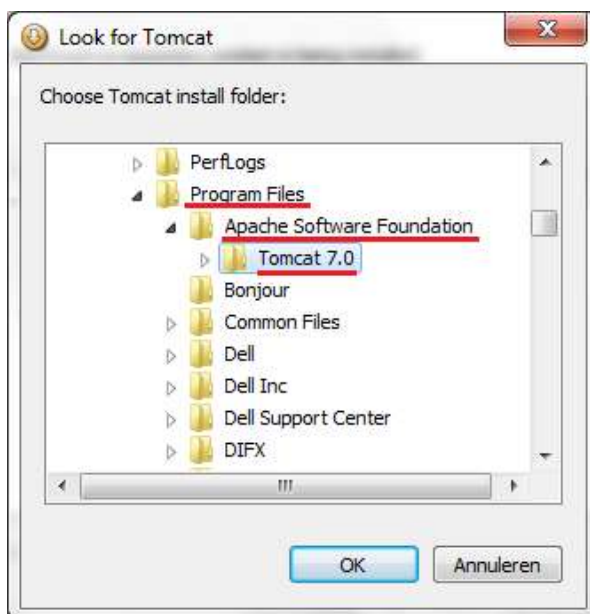 Look for Tomcat
Choose Tomcat install folder:
PerfLogs
Program Files
Apache Software Foundation
Tomcat 7.0
Bonjour
Common Files
Dell
Dell Inc
Dell Support Center
DIFX
OK
Annuleren